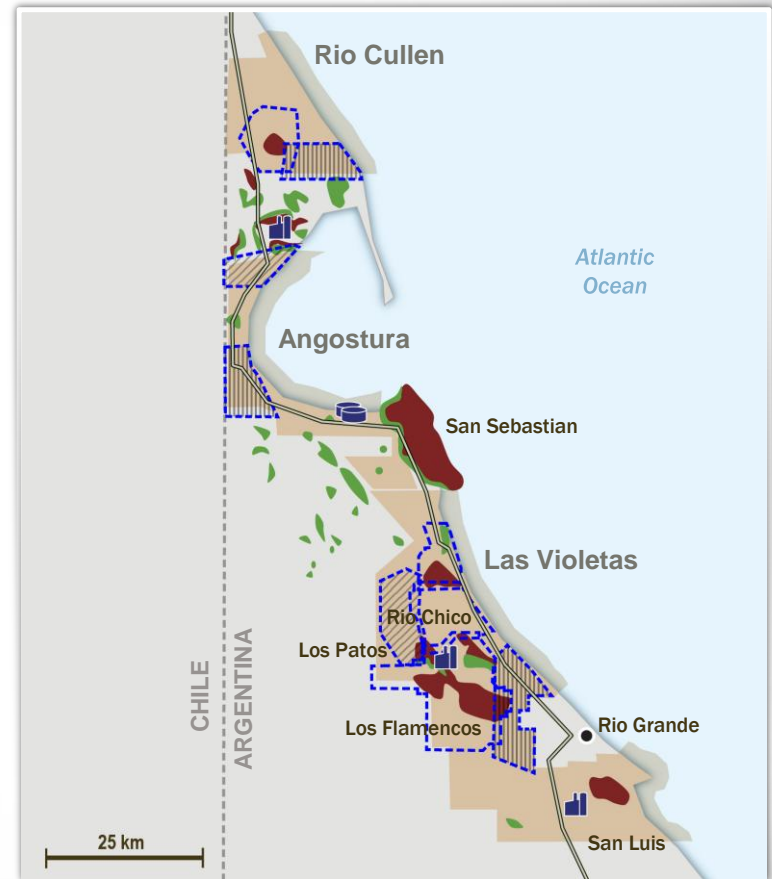 Rio Cullen
Atlantic
Ocean
Angostura
San Sebastian
Las Violetas
Rio Chico
Los Patos
CHILE
ARGENTINA
Los Flamencos
Rio Grande
25 km
San Luis